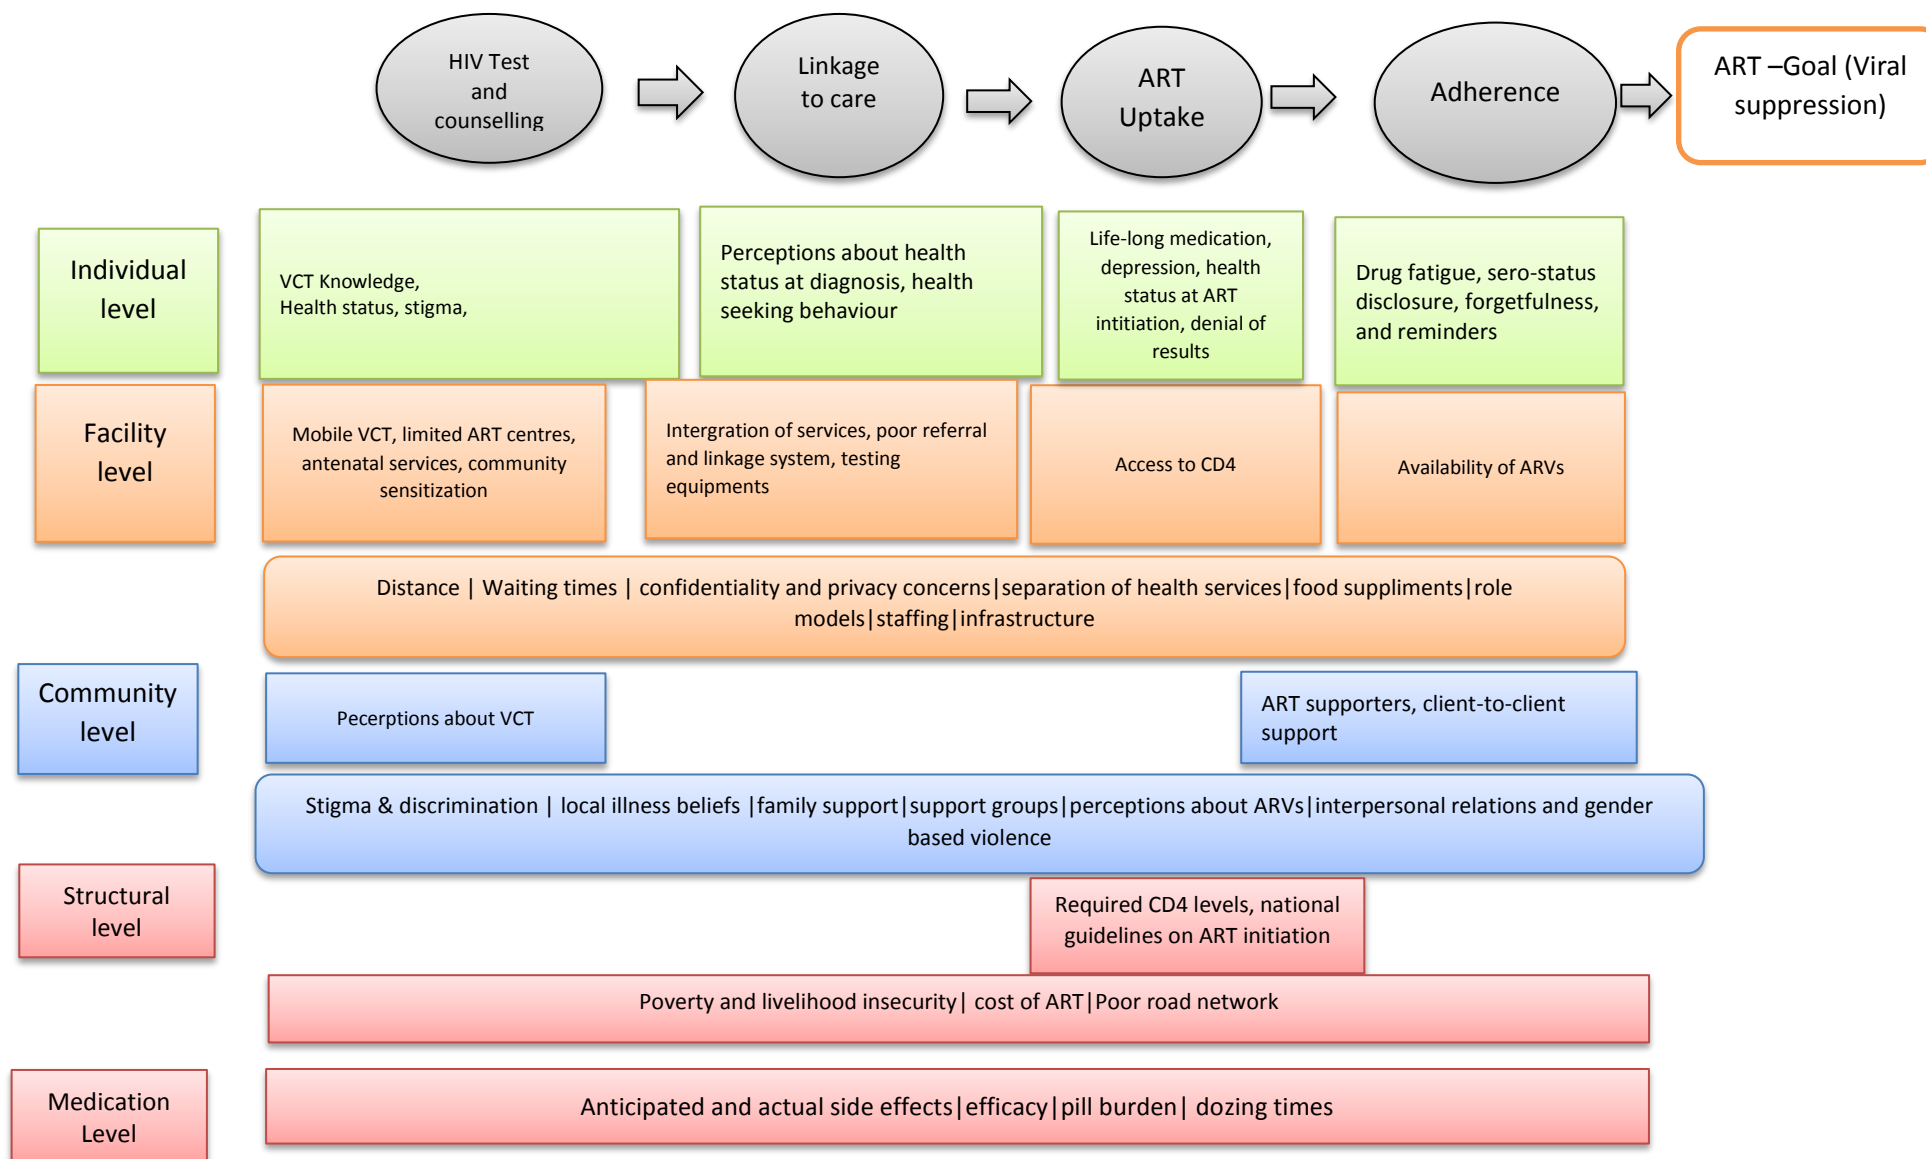 HIV Test
and
counselling
Linkage
to care
ART
Uptake
Adherence
ART –Goal (Viral
suppression)
Individual
level
VCT Knowledge,
Health status, stigma,
Perceptions about health
status at diagnosis, health
seeking behaviour
Life-long medication,
depression, health
status at ART
intitiation, denial of
results
Drug fatigue, sero-status
disclosure, forgetfulness,
and reminders
Facility
level
Mobile VCT, limited ART centres,
antenatal services, community
sensitization
Intergration of services, poor referral
and linkage system, testing
equipments
Access to CD4
Availability of ARVs
Distance | Waiting times | confidentiality and privacy concerns|separation of health services|food suppliments|role
models|staffing|infrastructure
Community
level
Pecerptions about VCT
ART supporters, client-to-client
support
Stigma & discrimination | local illness beliefs |family support|support groups|perceptions about ARVs|interpersonal relations and gender
based violence
Structural
level
Required CD4 levels, national
guidelines on ART initiation
Poverty and livelihood insecurity| cost of ART|Poor road network
Medication
Level
Anticipated and actual side effects|efficacy|pill burden| dozing times